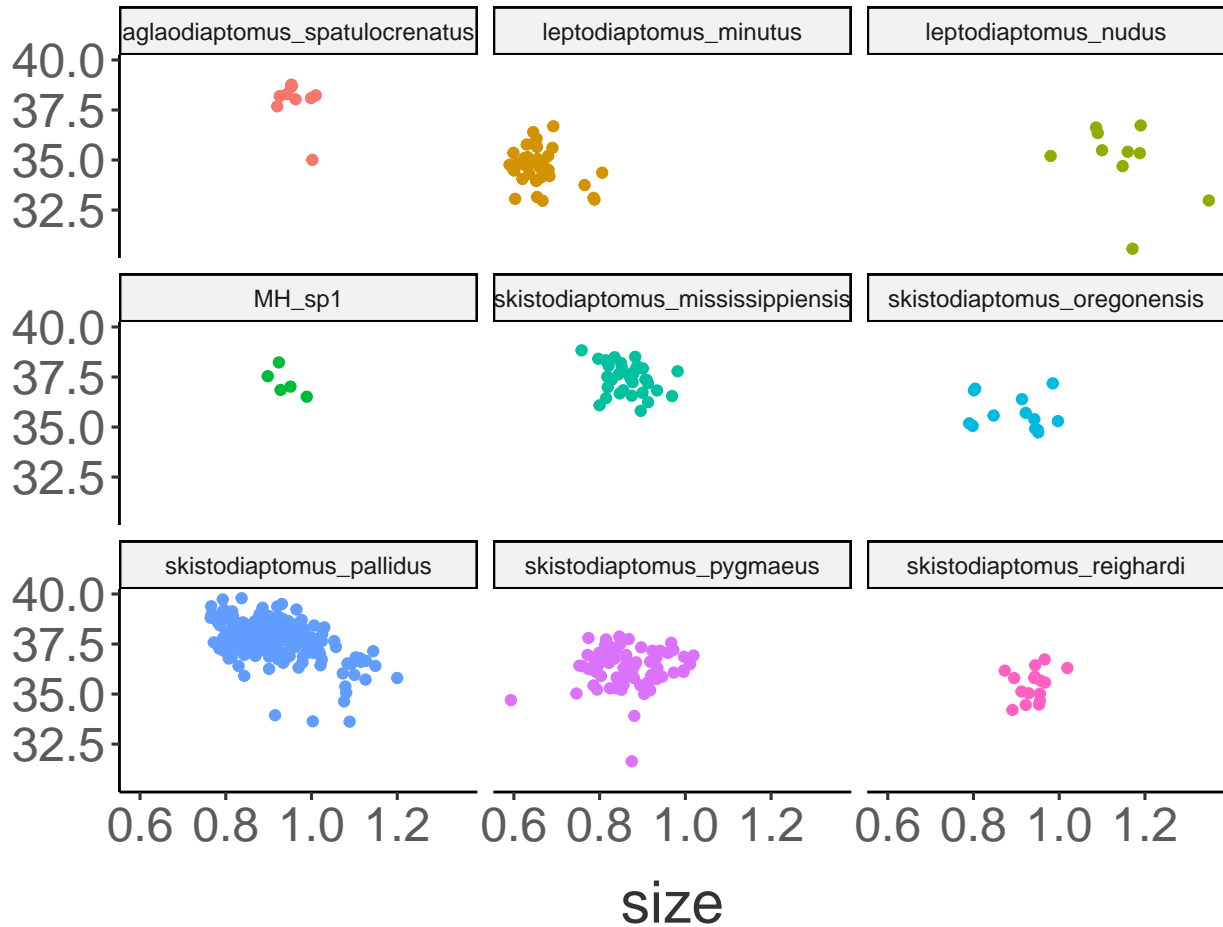 aglaodiaptomus_spatulocrenatus leptodiaptomus_minutus leptodiaptomus_nudus
40.0
37.5
35.0
32.5
MH_sp1 skistodiaptomus_mississippiensis skistodiaptomus_oregonensis
40.0
37.5
35.0
32.5
skistodiaptomus_pallidus skistodiaptomus_pygmaeus skistodiaptomus_reighardi
40.0
37.5
35.0
32.5
0.6 0.8 1.0 1.2 0.6 0.8 1.0 1.2 0.6 0.8 1.0 1.2
size